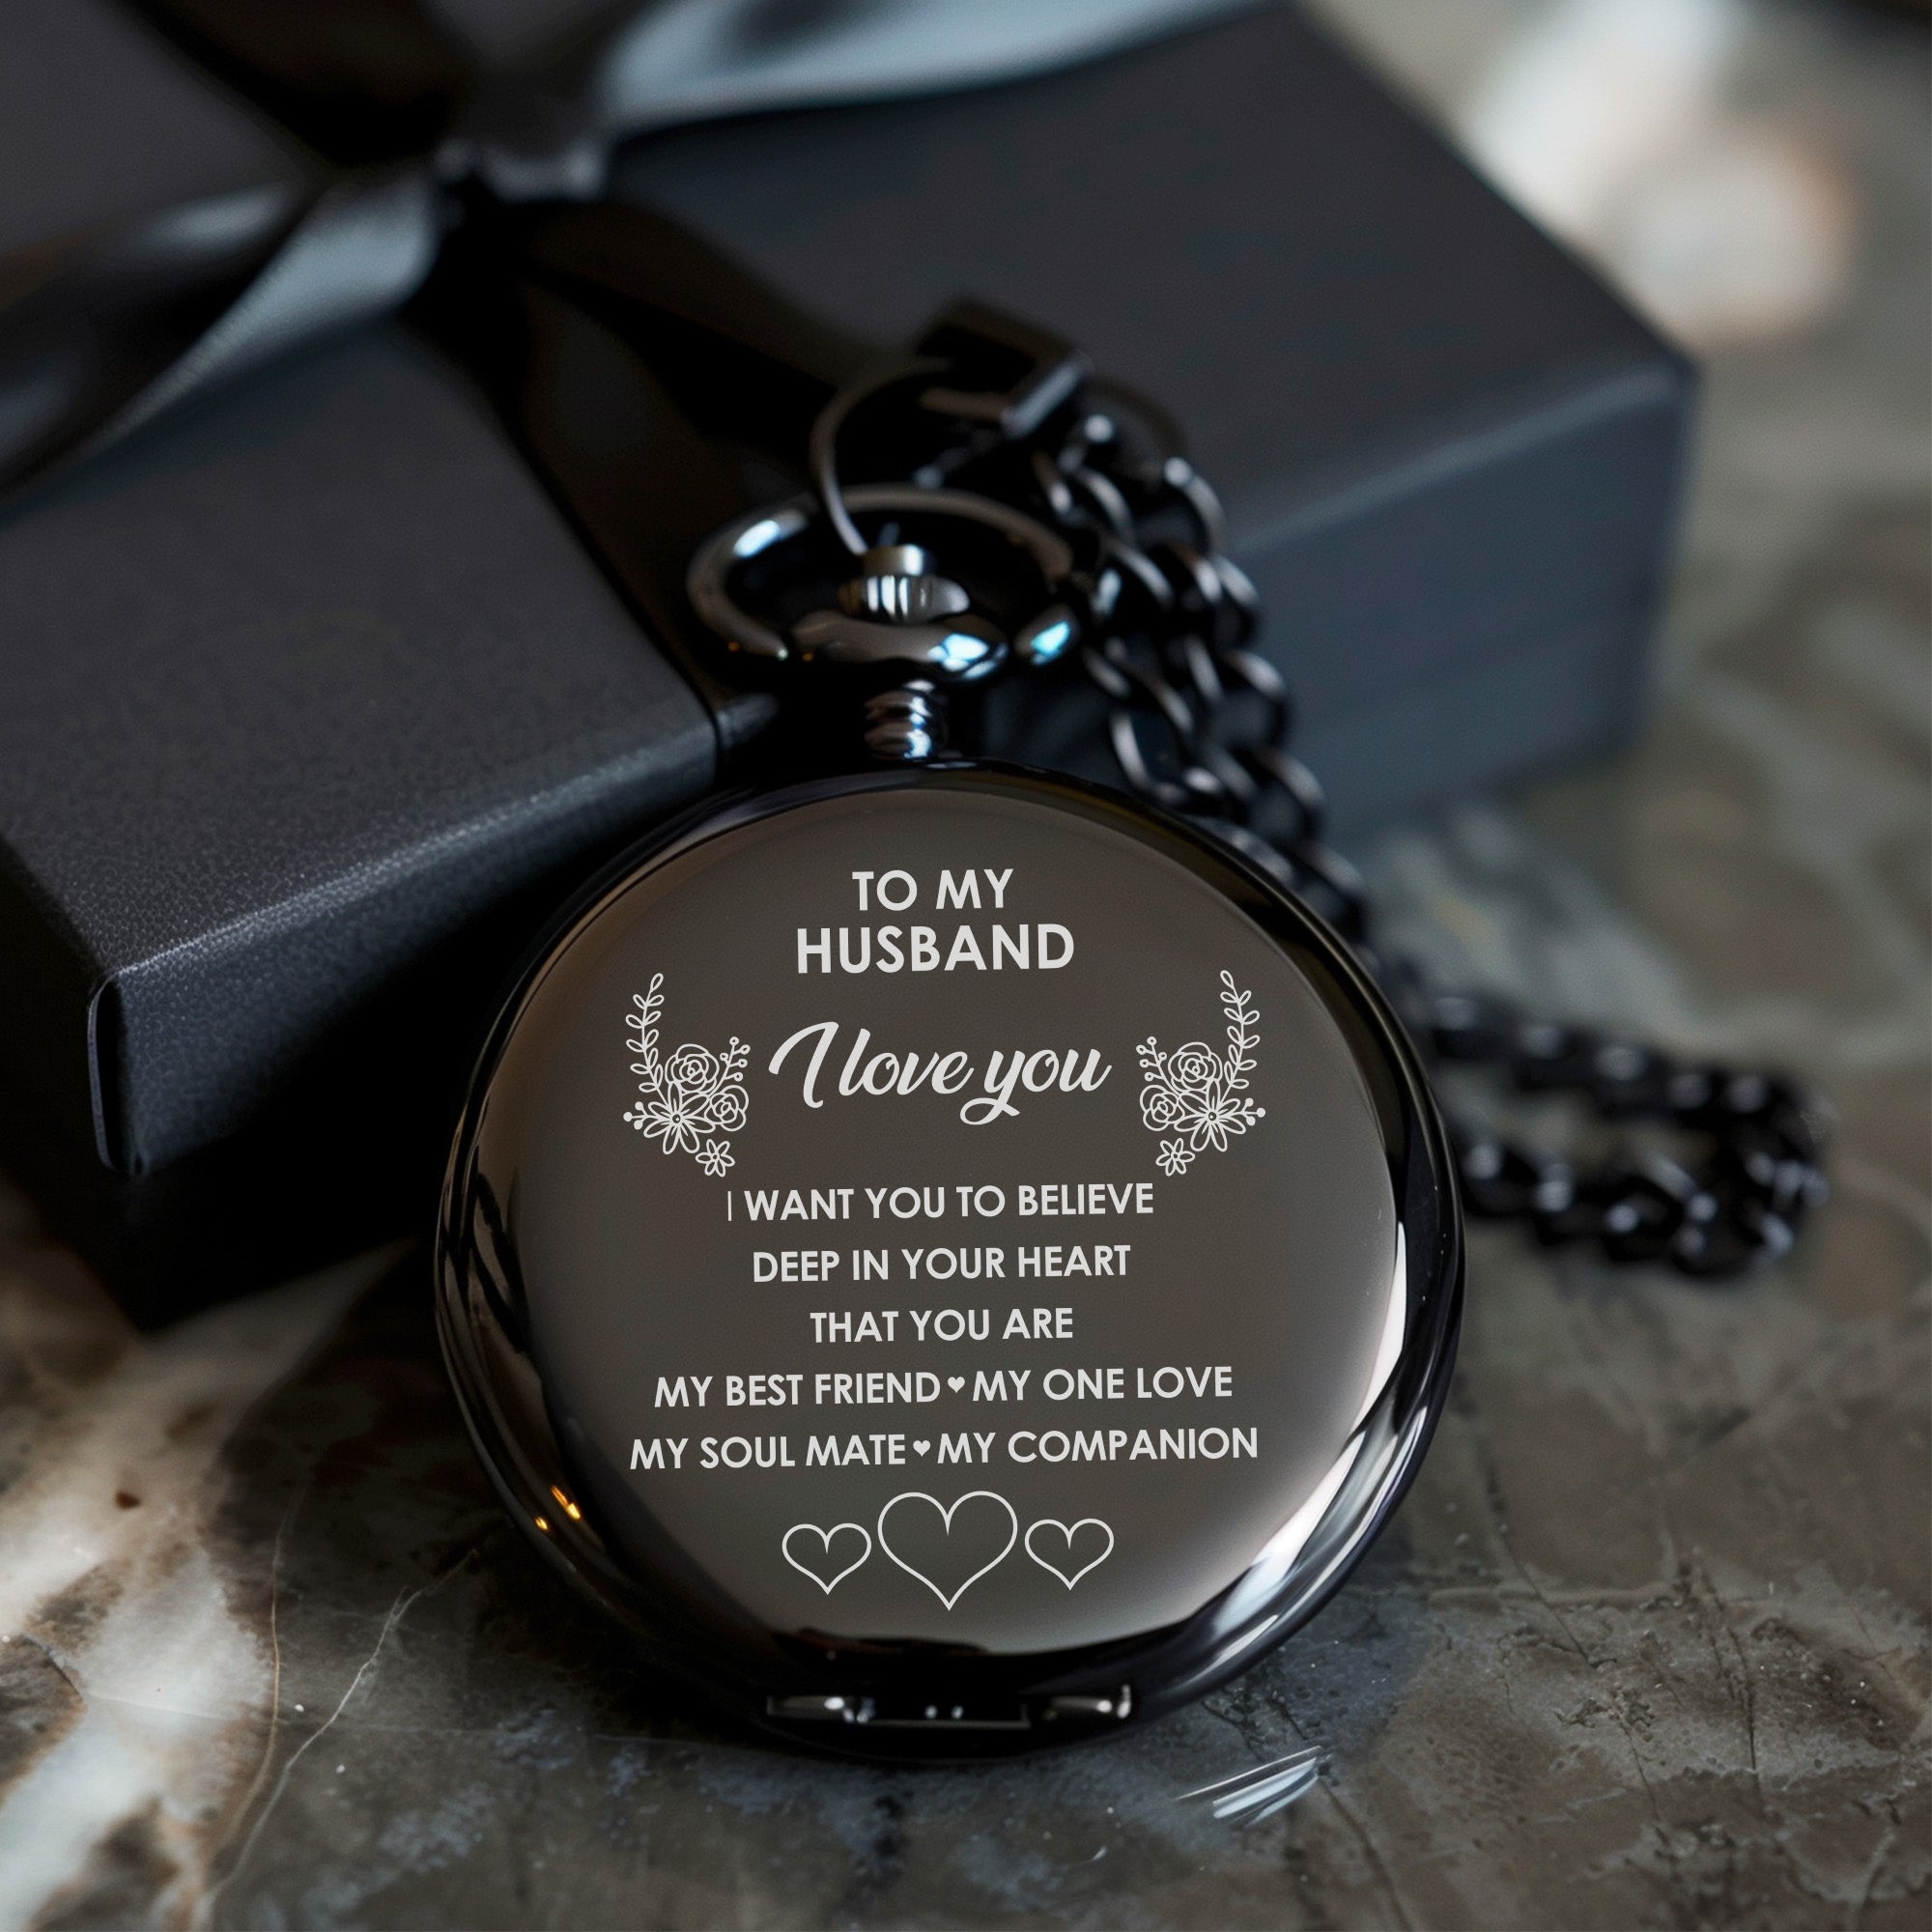 TO MY
HUSBAND
I love you
I WANT YOU TO BELIEVE
DEEP IN YOUR HEART
THAT YOU ARE
MY BEST FRIEND♥MY ONE LOVE
MY SOUL MATE♥MY COMPANION